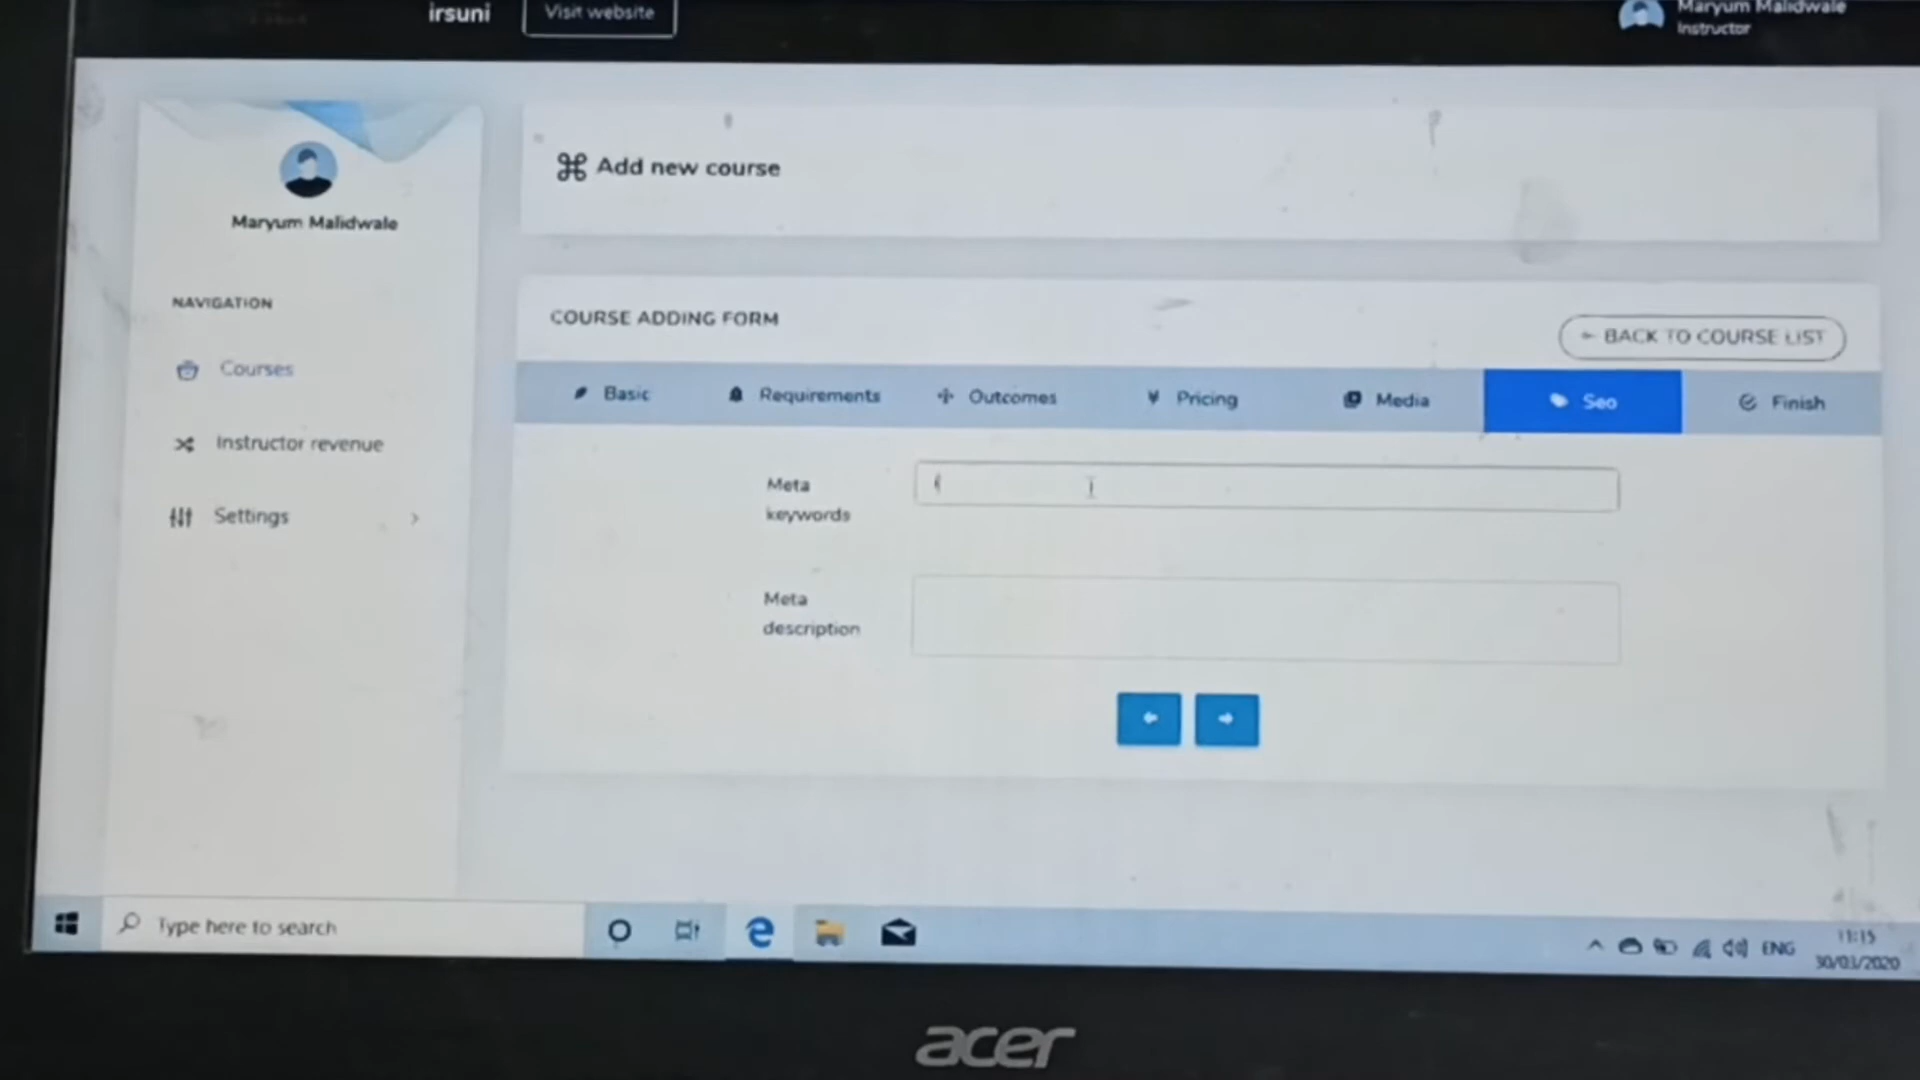 irsuni
Visit website
Maryum Malidwale
Instructor
Add new course
Maryum Malidwale
NAVIGATION
Courses
Instructor revenue
Settings
COURSE ADDING FORM
BACK TO COURSE LIST
Basic
Requirements
Outcomes
Pricing
Media
Seo
Finish
Meta
keywords
Meta
description
Type here to search
ENG
11:15
30/03/2020
acer